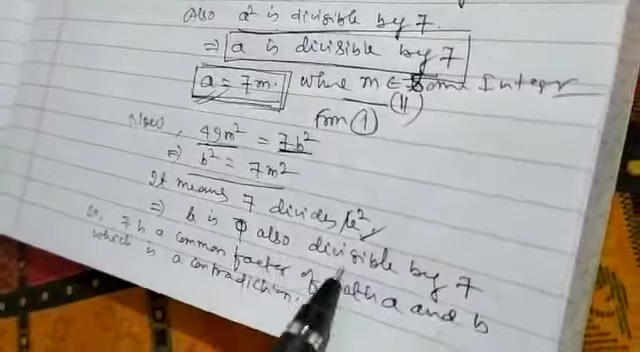 Also a² is divisible by 7.
⇒ a is divisible by 7
a = 7m. where m ∈ Some Integer
(II)
from (I)
Now, 49m² = 7b²
⇒ b² = 7m²
It means 7 divides b²,
⇒ b is also divisible by 7
So, 7 is a common factor of both a and b
which is a contradiction.